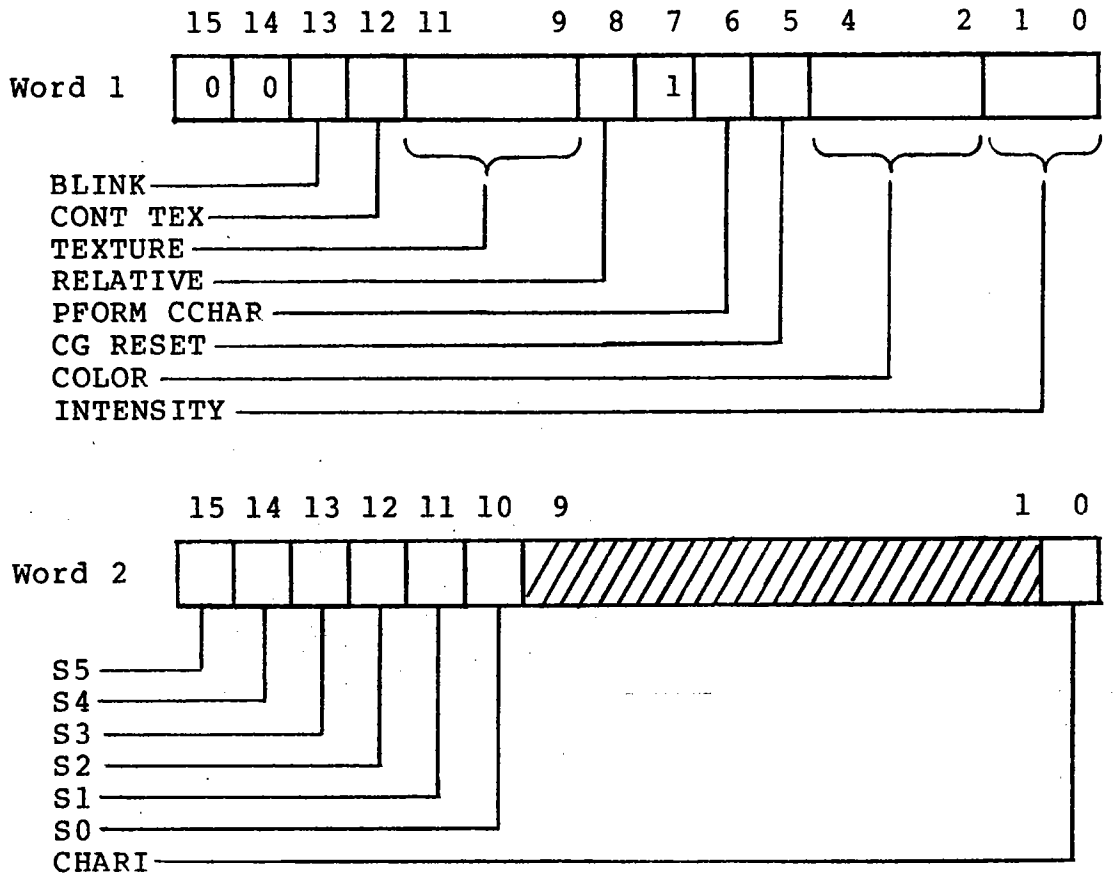 15 14 13 12 11 9 8 7 6 5 4 2 1 0
Word 1 0 0 1
BLINK
CONT TEX
TEXTURE
RELATIVE
PFORM CCHAR
CG RESET
COLOR
INTENSITY
15 14 13 12 11 10 9 1 0
Word 2
S5
S4
S3
S2
S1
S0
CHARI